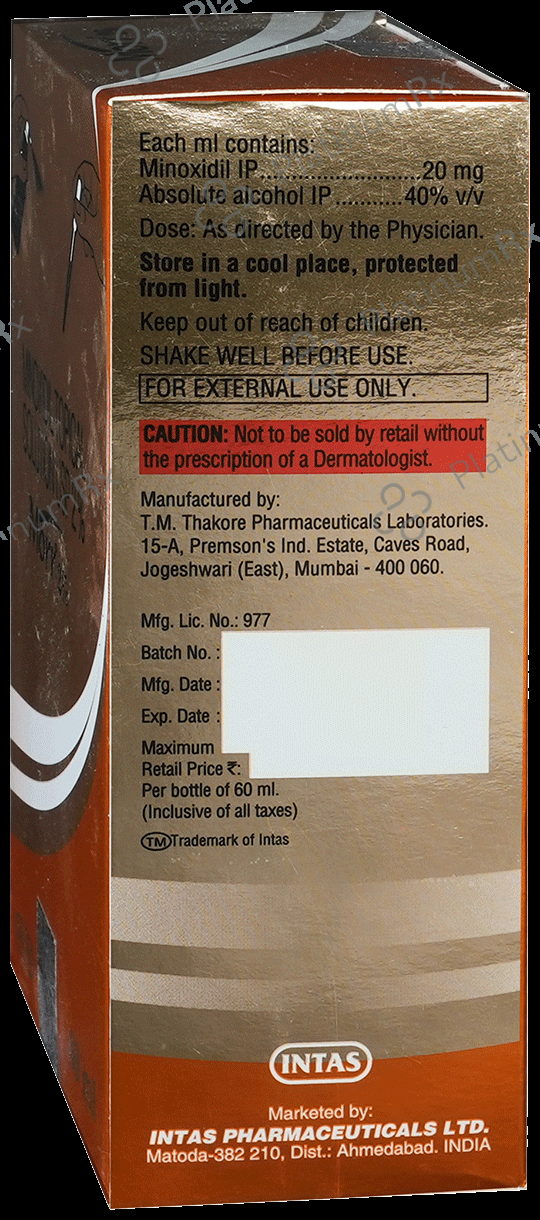 Each ml contains:
Minoxidil IP..........................20 mg
Absolute alcohol IP...........40% v/v
Dose: As directed by the Physician.
Store in a cool place, protected
from light.
Keep out of reach of children.
SHAKE WELL BEFORE USE.
FOR EXTERNAL USE ONLY.
CAUTION: Not to be sold by retail without
the prescription of a Dermatologist.
Manufactured by:
T.M. Thakore Pharmaceuticals Laboratories.
15-A, Premson's Ind. Estate, Caves Road,
Jogeshwari (East), Mumbai - 400 060.
Mfg. Lic. No.: 977
Batch No. :
Mfg. Date :
Exp. Date :
Maximum
Retail Price ₹:
Per bottle of 60 ml.
(Inclusive of all taxes)
TM Trademark of Intas
INTAS
Marketed by:
INTAS PHARMACEUTICALS LTD.
Matoda-382 210, Dist.: Ahmedabad. INDIA
PlatinumRx